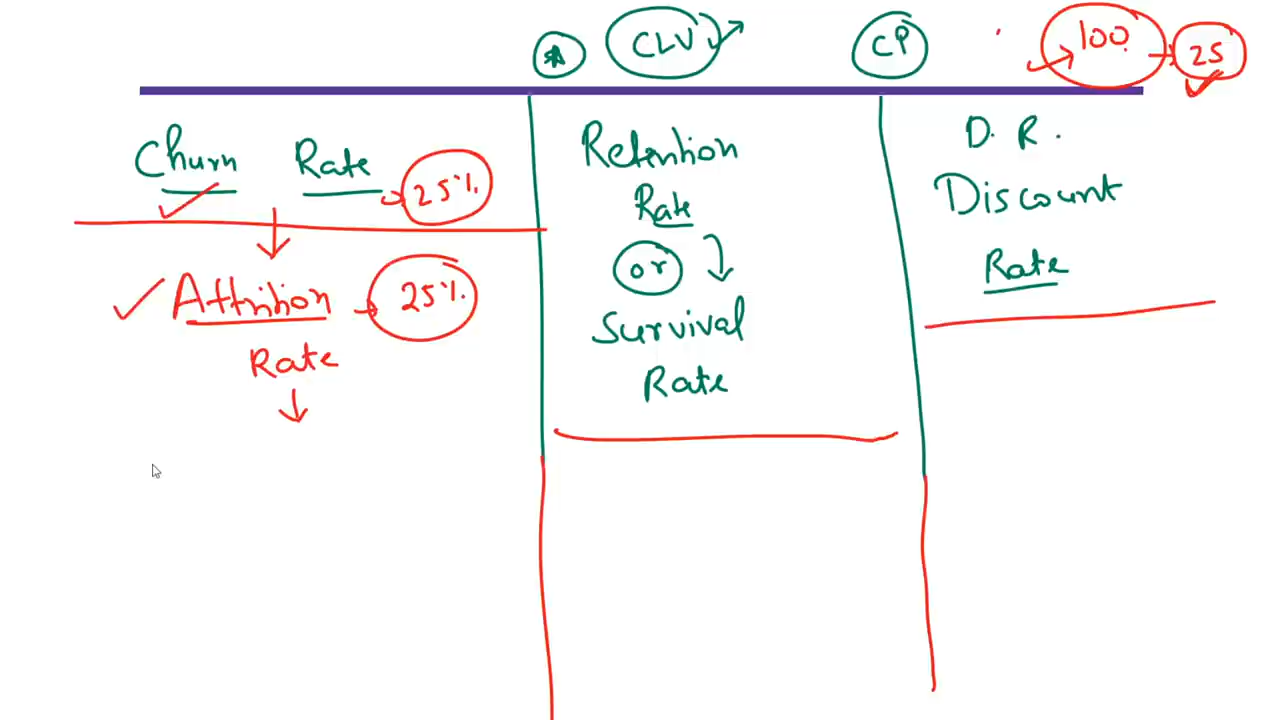 CLV
CP
100
25
Churn Rate 25%
Attrition 25%
Rate
Retention
Rate
or
Survival
Rate
D. R.
Discount
Rate